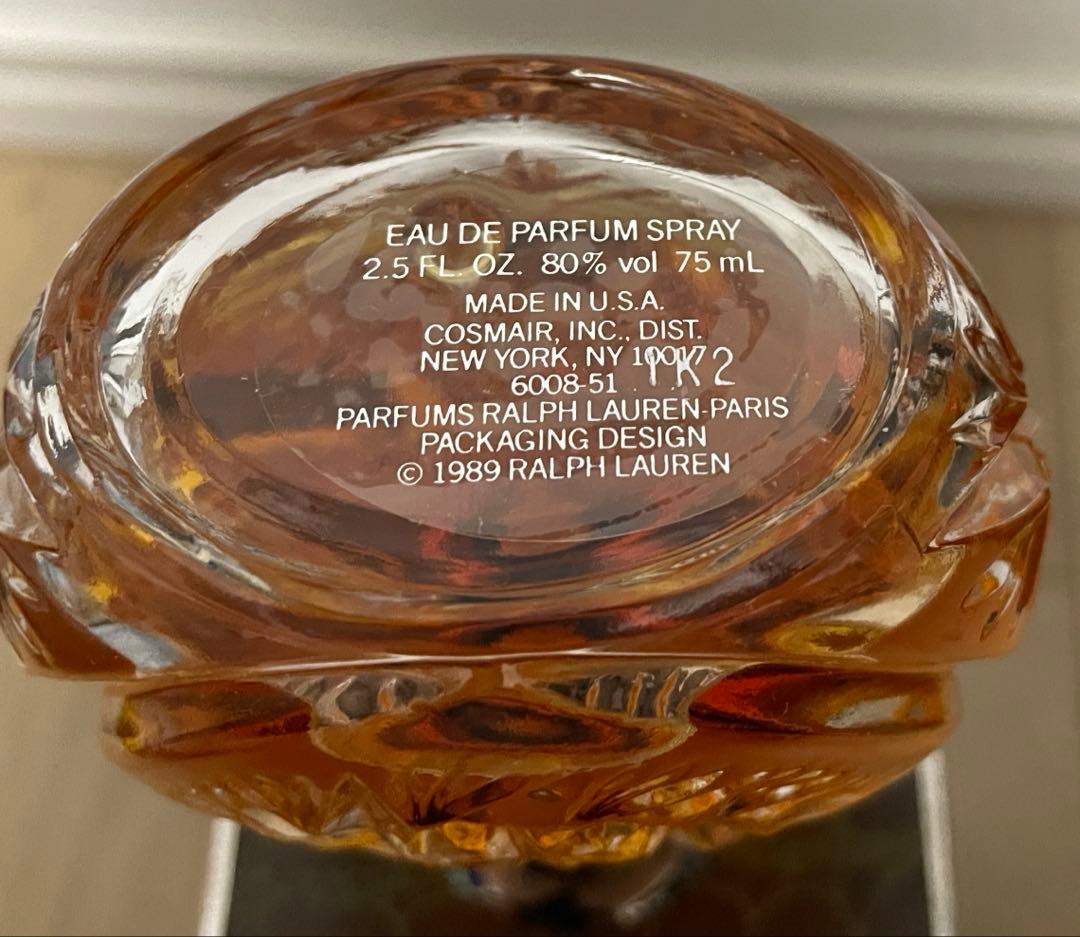 EAU DE PARFUM SPRAY
2.5 FL. OZ. 80% vol 75 mL
MADE IN U.S.A.
COSMAIR, INC., DIST.
NEW YORK, NY 10017
6008-51
PARFUMS RALPH LAUREN-PARIS
PACKAGING DESIGN
© 1989 RALPH LAUREN